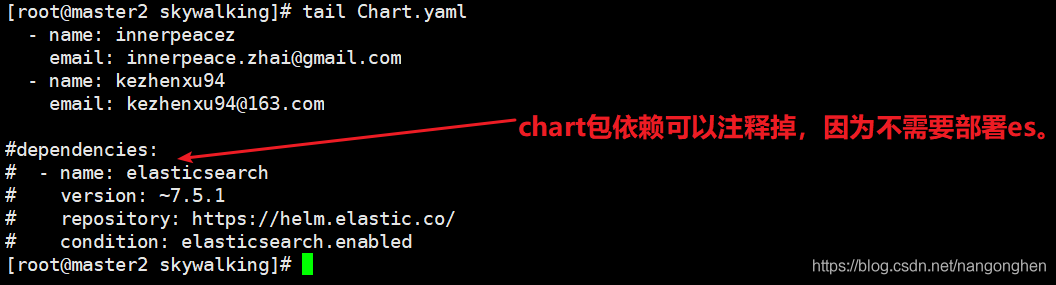 [root@master2 skywalking]# tail Chart.yaml
  - name: innerpeacez
    email: innerpeace.zhai@gmail.com
  - name: kezhenxu94
    email: kezhenxu94@163.com
chart包依赖可以注释掉，因为不需要部署es。
#dependencies:
#  - name: elasticsearch
#    version: ~7.5.1
#    repository: https://helm.elastic.co/
#    condition: elasticsearch.enabled
[root@master2 skywalking]#
https://blog.csdn.net/nangonghen